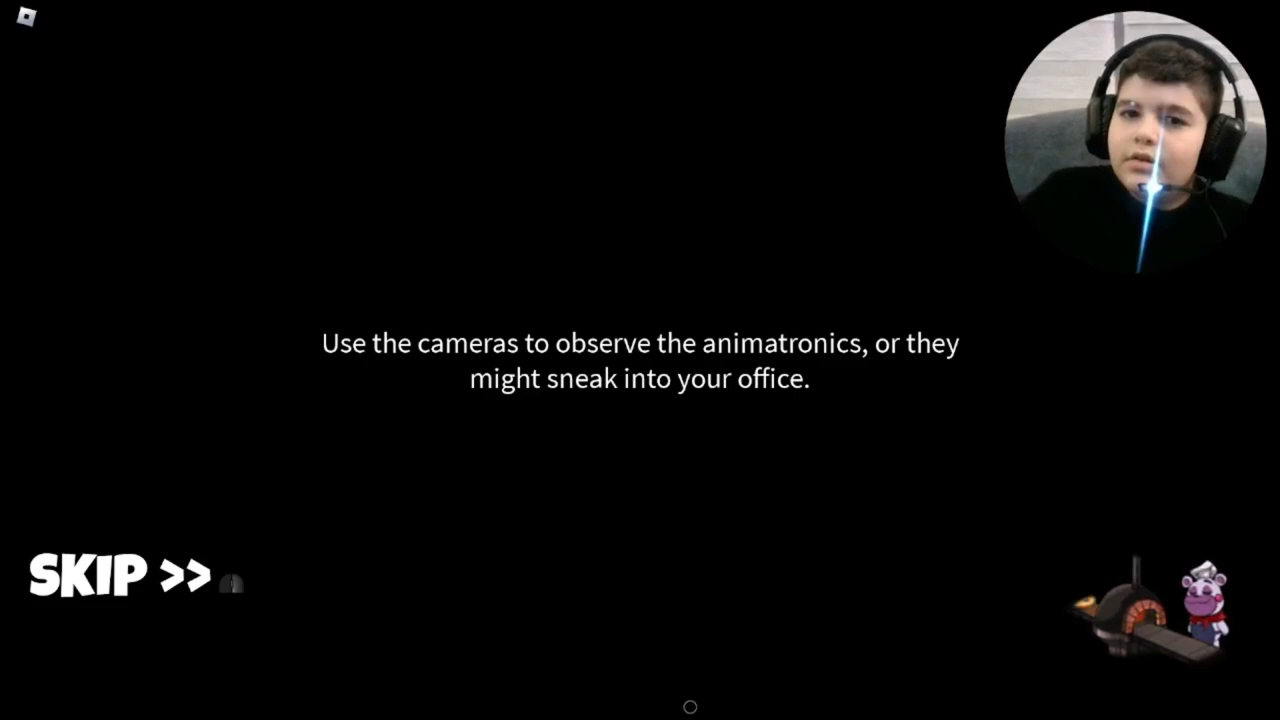 Use the cameras to observe the animatronics, or they
might sneak into your office.
SKIP >>